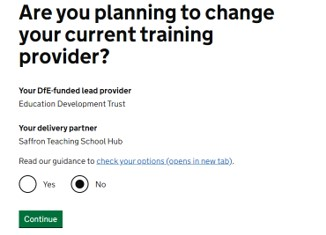 Are you planning to change
your current training
provider?
Your DfE-funded lead provider
Education Development Trust
Your delivery partner
Saffron Teaching School Hub
Read our guidance to check your options (opens in new tab).
Yes
No
Continue